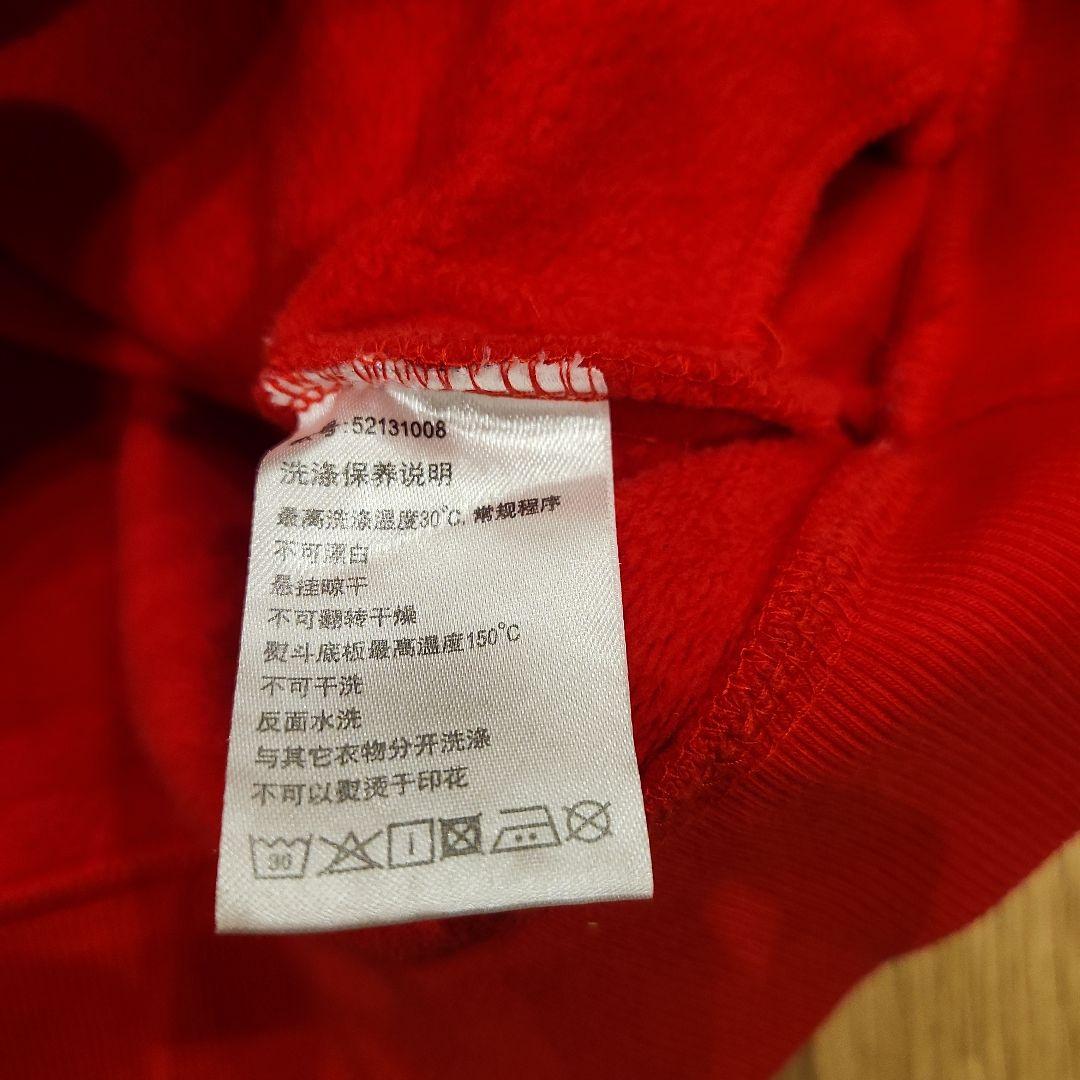 号:52131008
洗涤保养说明
最高洗涤温度30°C, 常规程序
不可漂白
悬挂晾干
不可翻转干燥
熨斗底板最高温度150°C
不可干洗
反面水洗
与其它衣物分开洗涤
不可以熨烫于印花
30